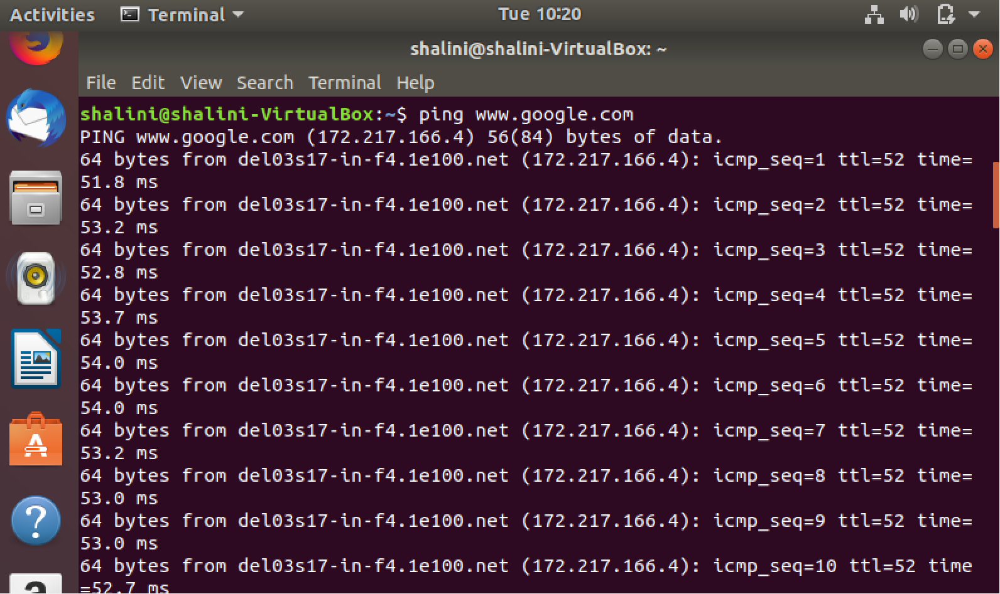 Activities Terminal Tue 10:20
shalini@shalini-VirtualBox: ~
File Edit View Search Terminal Help
shalini@shalini-VirtualBox:~$ ping www.google.com
PING www.google.com (172.217.166.4) 56(84) bytes of data.
64 bytes from del03s17-in-f4.1e100.net (172.217.166.4): icmp_seq=1 ttl=52 time=
51.8 ms
64 bytes from del03s17-in-f4.1e100.net (172.217.166.4): icmp_seq=2 ttl=52 time=
53.2 ms
64 bytes from del03s17-in-f4.1e100.net (172.217.166.4): icmp_seq=3 ttl=52 time=
52.8 ms
64 bytes from del03s17-in-f4.1e100.net (172.217.166.4): icmp_seq=4 ttl=52 time=
53.7 ms
64 bytes from del03s17-in-f4.1e100.net (172.217.166.4): icmp_seq=5 ttl=52 time=
54.0 ms
64 bytes from del03s17-in-f4.1e100.net (172.217.166.4): icmp_seq=6 ttl=52 time=
54.0 ms
64 bytes from del03s17-in-f4.1e100.net (172.217.166.4): icmp_seq=7 ttl=52 time=
53.2 ms
64 bytes from del03s17-in-f4.1e100.net (172.217.166.4): icmp_seq=8 ttl=52 time=
53.0 ms
64 bytes from del03s17-in-f4.1e100.net (172.217.166.4): icmp_seq=9 ttl=52 time=
53.0 ms
64 bytes from del03s17-in-f4.1e100.net (172.217.166.4): icmp_seq=10 ttl=52 time
=52.7 ms